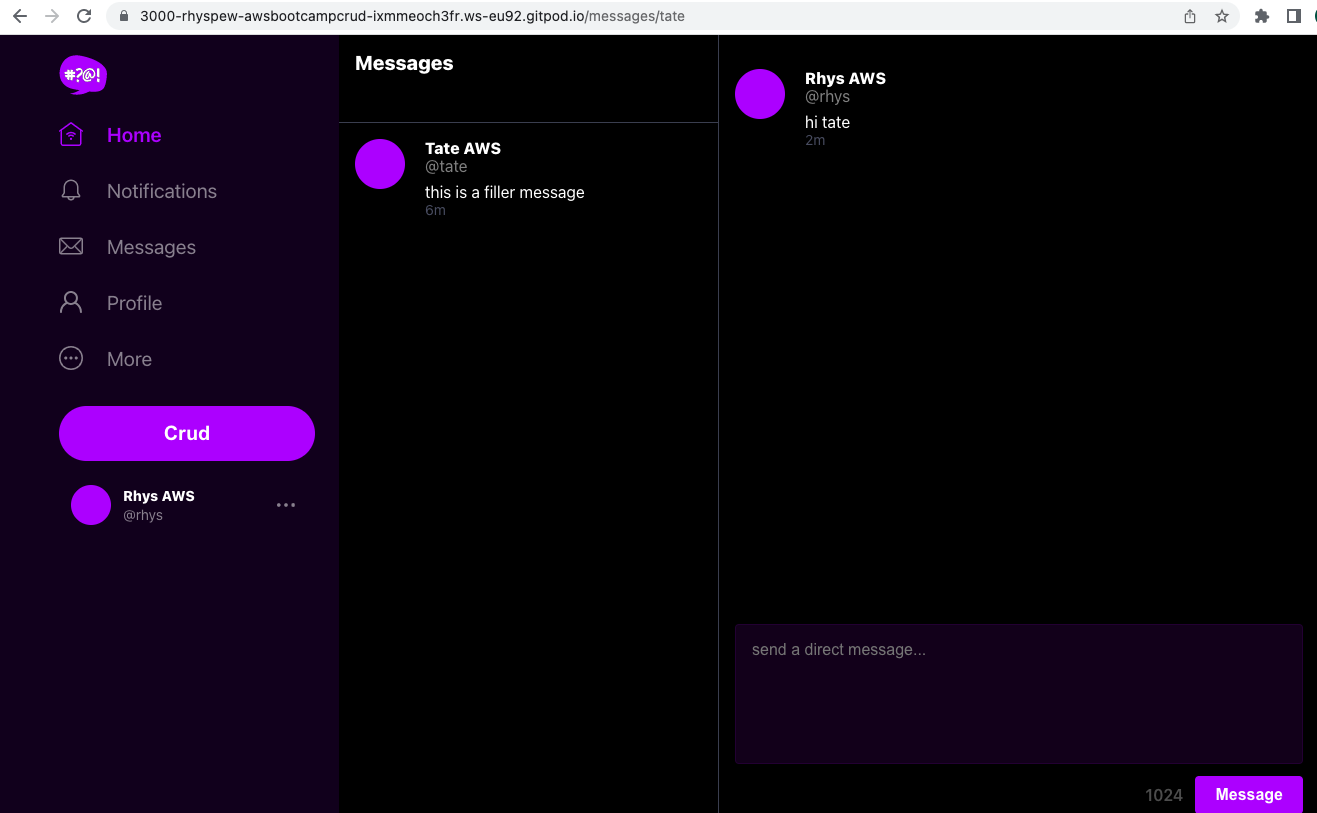 3000-rhyspew-awsbootcampcrud-ixmmeoch3fr.ws-eu92.gitpod.io/messages/tate
#?@!
Home
Notifications
Messages
Profile
More
Crud
Rhys AWS
@rhys
Messages
Tate AWS
@tate
this is a filler message
6m
Rhys AWS
@rhys
hi tate
2m
send a direct message...
1024
Message